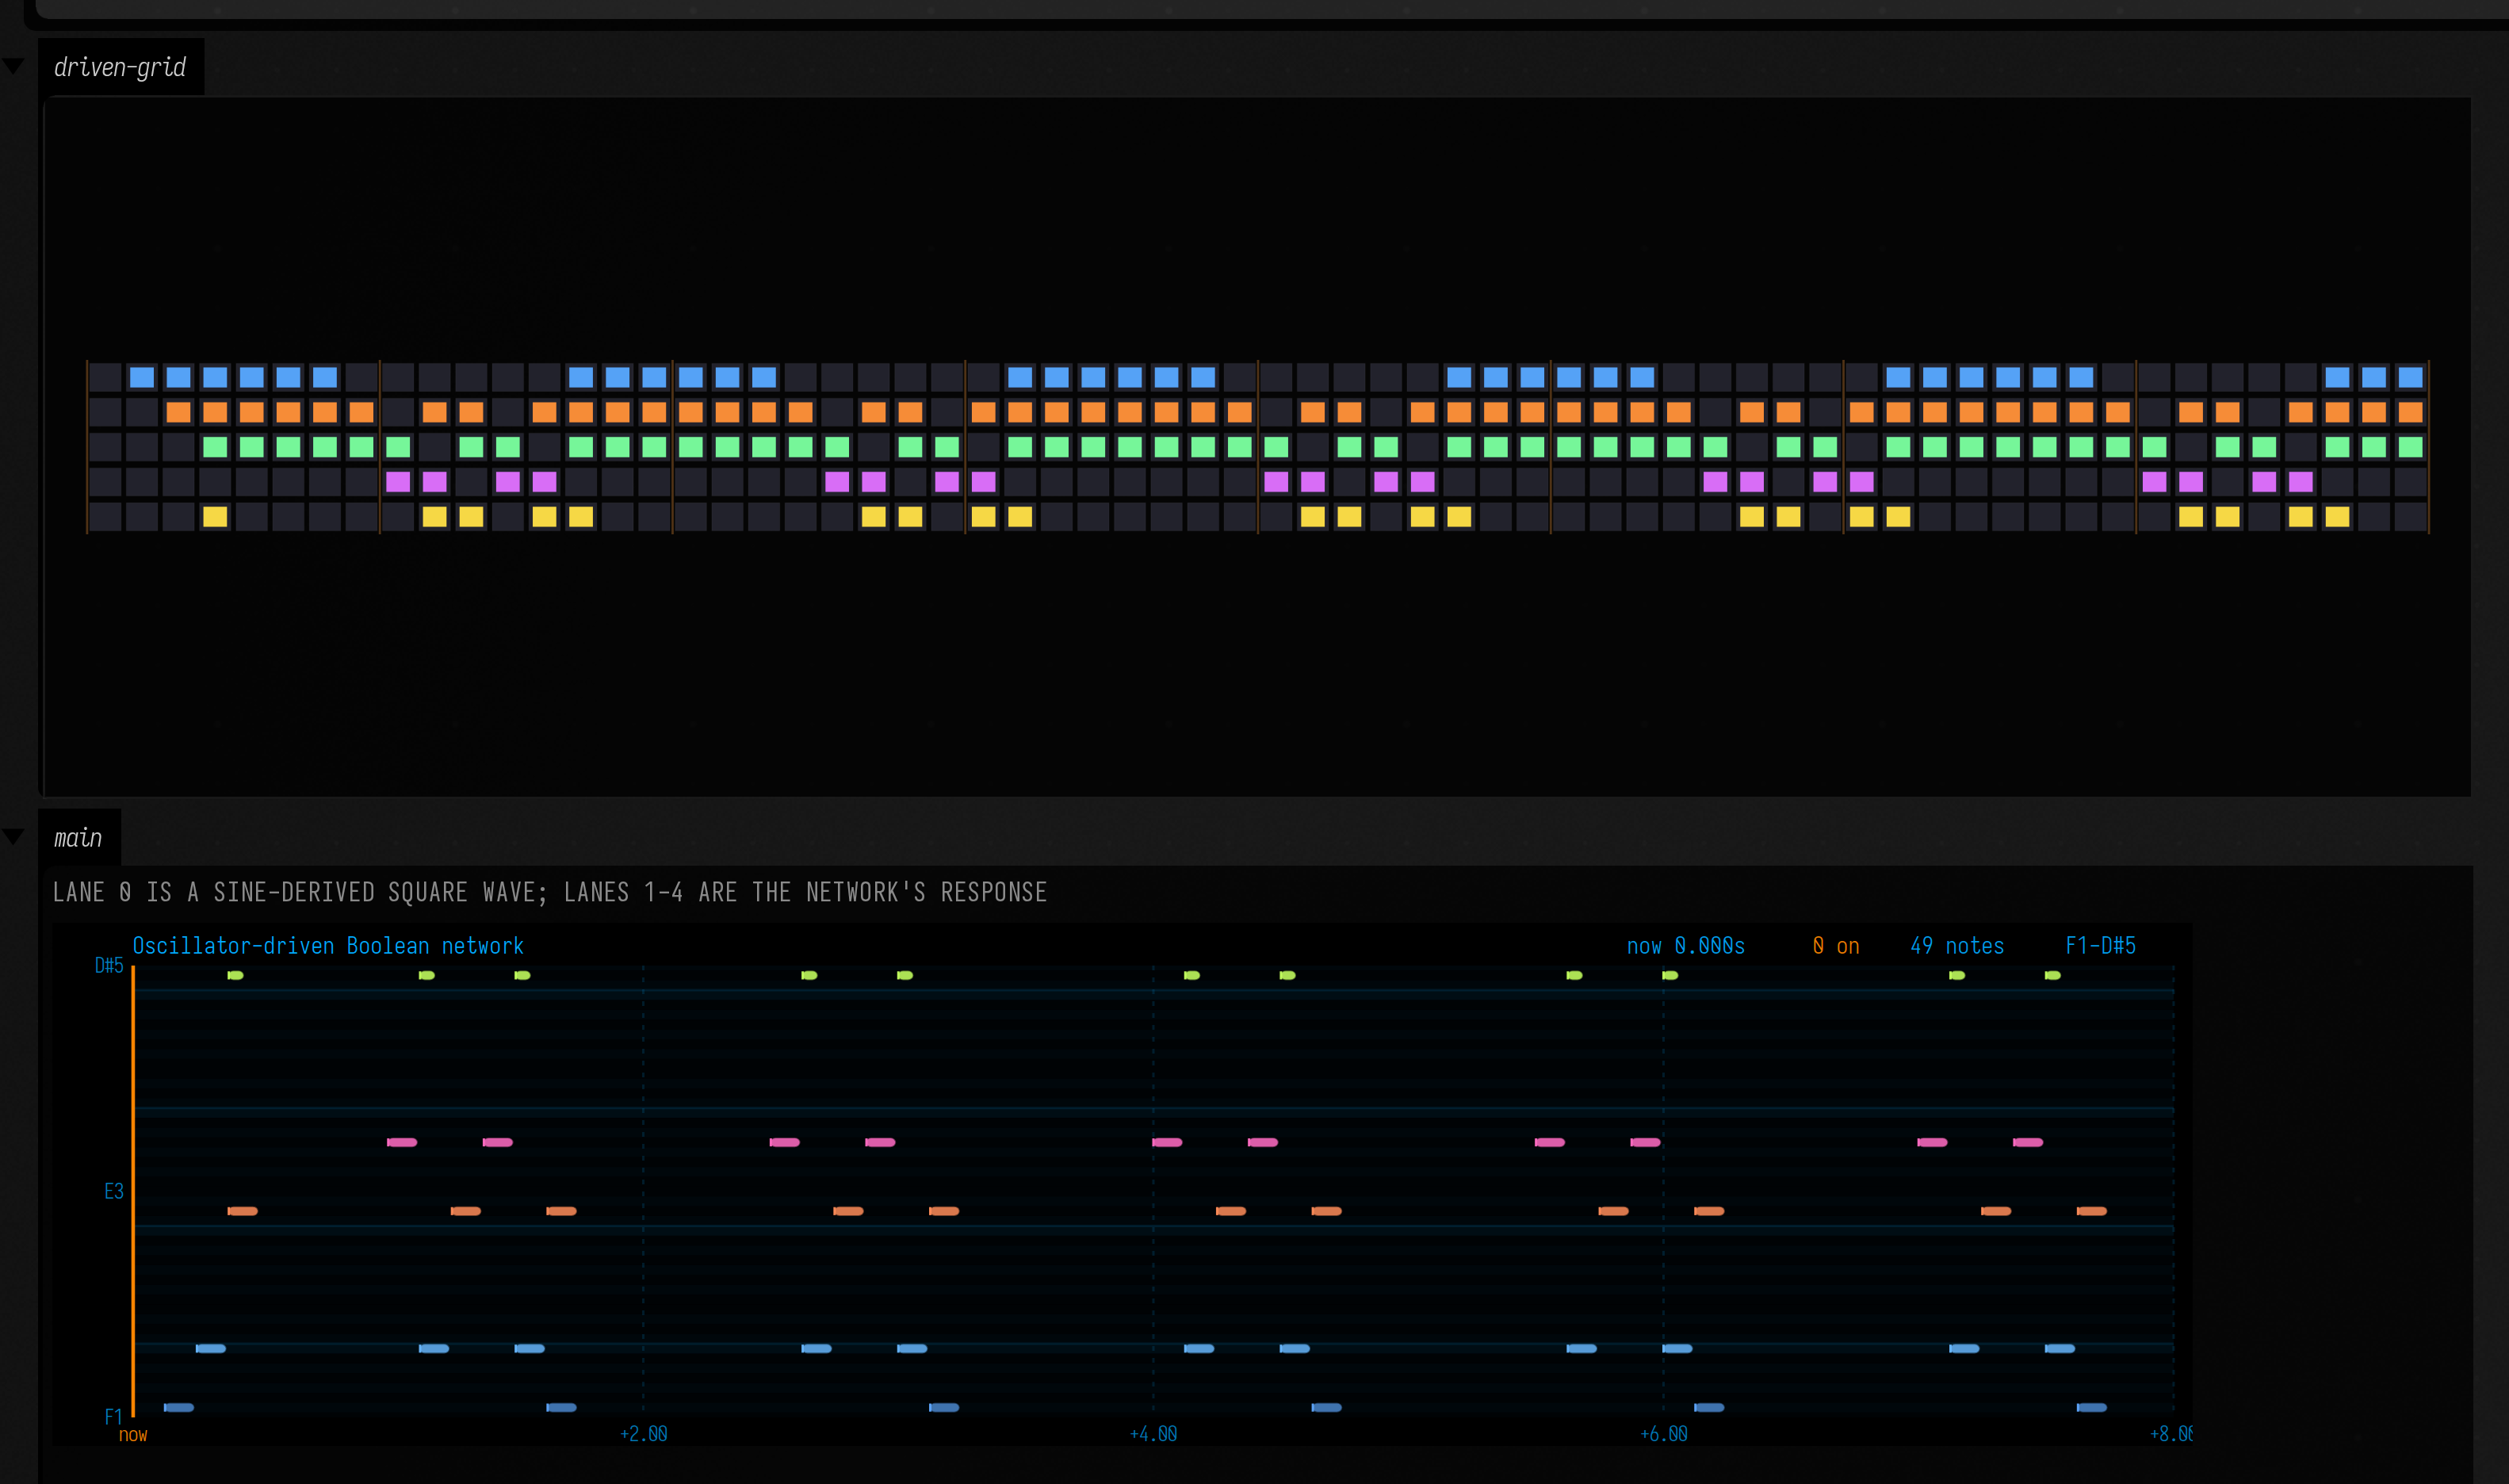 driven-grid
main
LANE 0 IS A SINE-DERIVED SQUARE WAVE; LANES 1-4 ARE THE NETWORK'S RESPONSE
Oscillator-driven Boolean network now 0.000s 0 on 49 notes F1-D#5
D#5
E3
F1
now +2.00 +4.00 +6.00 +8.00